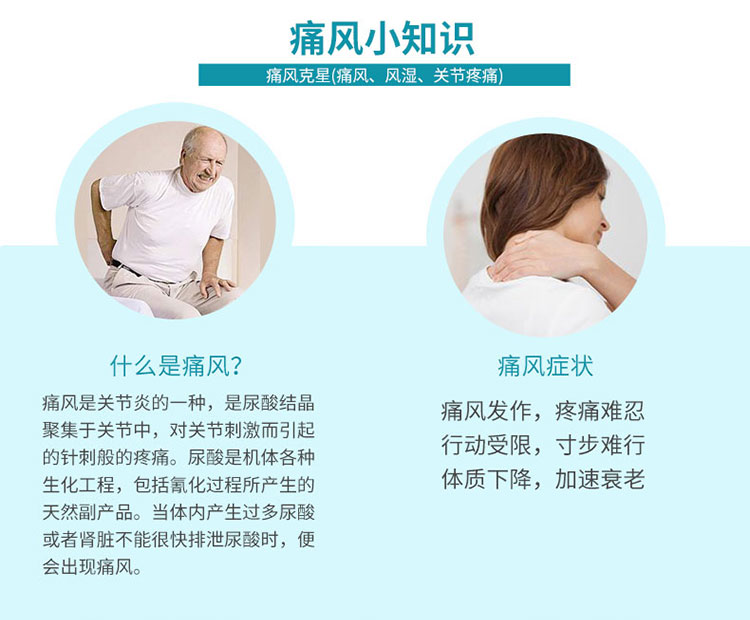 痛风小知识
痛风克星(痛风、风湿、关节疼痛)
什么是痛风?
痛风是关节炎的一种，是尿酸结晶
聚集于关节中，对关节刺激而引起
的针刺般的疼痛。尿酸是机体各种
生化工程，包括氰化过程所产生的
天然副产品。当体内产生过多尿酸
或者肾脏不能很快排泄尿酸时，便
会出现痛风。
痛风症状
痛风发作，疼痛难忍
行动受限，寸步难行
体质下降，加速衰老